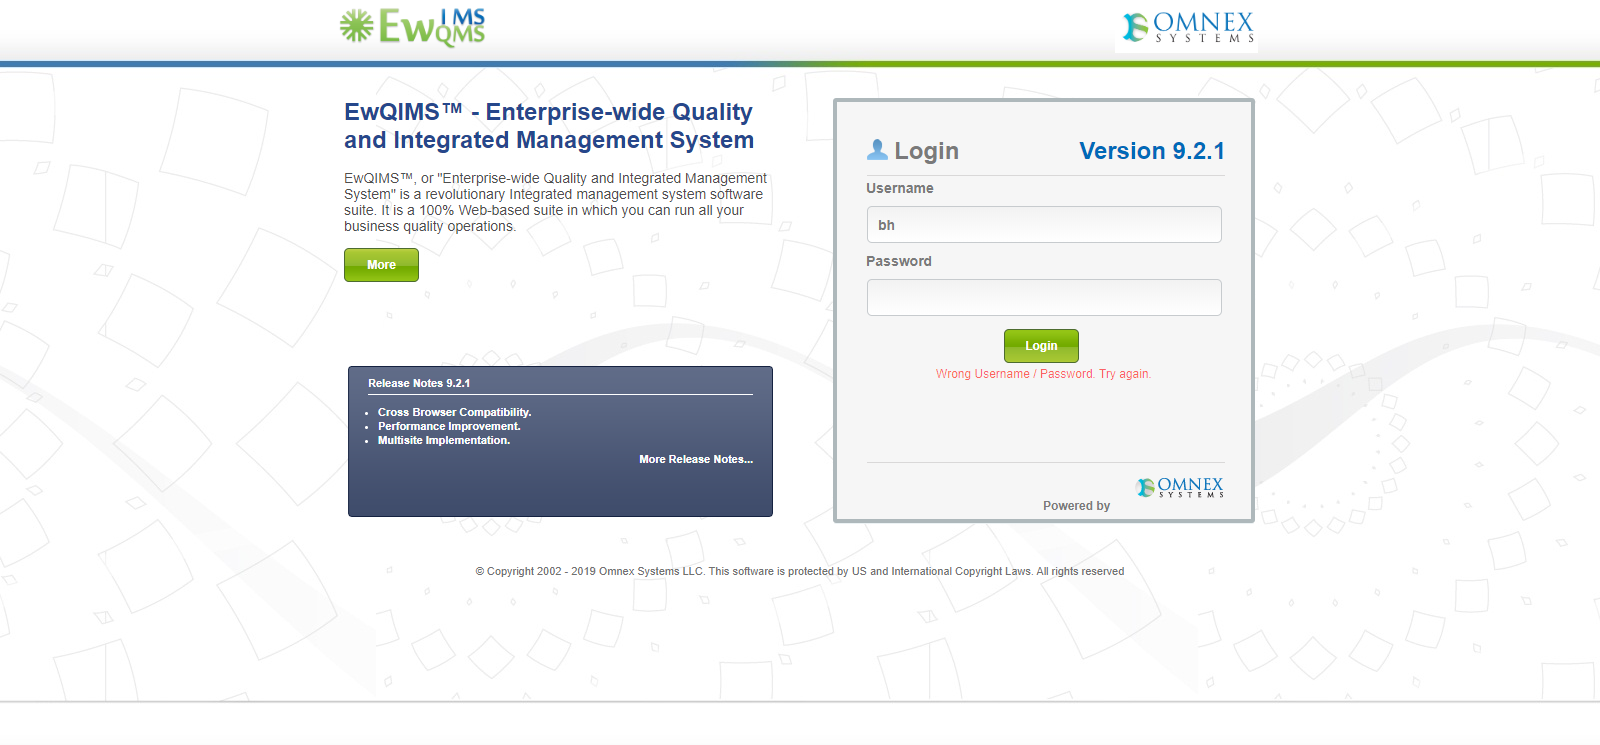 EwIMS
QMS
OMNEX
SYSTEMS
EwQIMS™ - Enterprise-wide Quality
and Integrated Management System
EwQIMS™, or "Enterprise-wide Quality and Integrated Management
System" is a revolutionary Integrated management system software
suite. It is a 100% Web-based suite in which you can run all your
business quality operations.
More
Release Notes 9.2.1
• Cross Browser Compatibility.
• Performance Improvement.
• Multisite Implementation.
More Release Notes...
Login
Version 9.2.1
Username
bh
Password
Login
Wrong Username / Password. Try again.
Powered by
OMNEX
SYSTEMS
© Copyright 2002 - 2019 Omnex Systems LLC. This software is protected by US and International Copyright Laws. All rights reserved